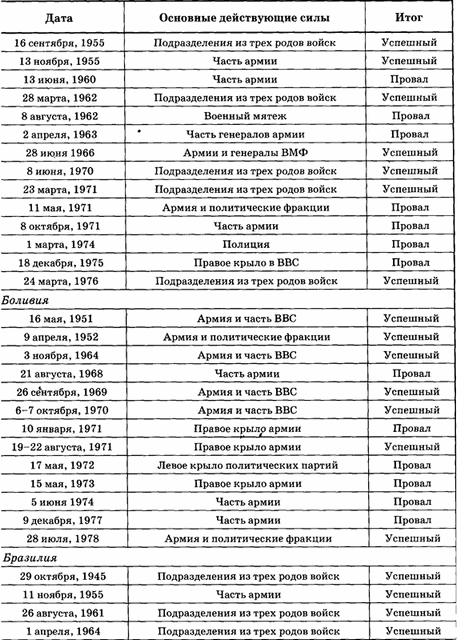 Дата Основные действующие силы Итог
16 сентября, 1955 Подразделения из трех родов войск Успешный
13 ноября, 1955 Часть армии Успешный
13 июня, 1960 Часть армии Провал
28 марта, 1962 Подразделения из трех родов войск Успешный
8 августа, 1962 Военный мятеж Провал
2 апреля, 1963 Часть генералов армии Провал
28 июня 1966 Армии и генералы ВМФ Успешный
8 июня, 1970 Подразделения из трех родов войск Успешный
23 марта, 1971 Подразделения из трех родов войск Успешный
11 мая, 1971 Армия и политические фракции Провал
8 октября, 1971 Часть армии Провал
1 марта, 1974 Полиция Провал
18 декабря, 1975 Правое крыло в ВВС Провал
24 марта, 1976 Подразделения из трех родов войск Успешный
Боливия
16 мая, 1951 Армия и часть ВВС Успешный
9 апреля, 1952 Армия и политические фракции Успешный
3 ноября, 1964 Армия и часть ВВС Успешный
21 августа, 1968 Часть армии Провал
26 сентября, 1969 Армия и часть ВВС Успешный
6–7 октября, 1970 Армия и часть ВВС Успешный
10 января, 1971 Правое крыло армии Провал
19–22 августа, 1971 Правое крыло армии Успешный
17 мая, 1972 Левое крыло политических партий Провал
15 мая, 1973 Правое крыло армии Провал
5 июня 1974 Часть армии Провал
9 декабря, 1977 Часть армии Провал
28 июля, 1978 Армия и политические фракции Успешный
Бразилия
29 октября, 1945 Подразделения из трех родов войск Успешный
11 ноября, 1955 Часть армии Успешный
26 августа, 1961 Подразделения из трех родов войск Успешный
1 апреля, 1964 Подразделения из трех родов войск Успешный